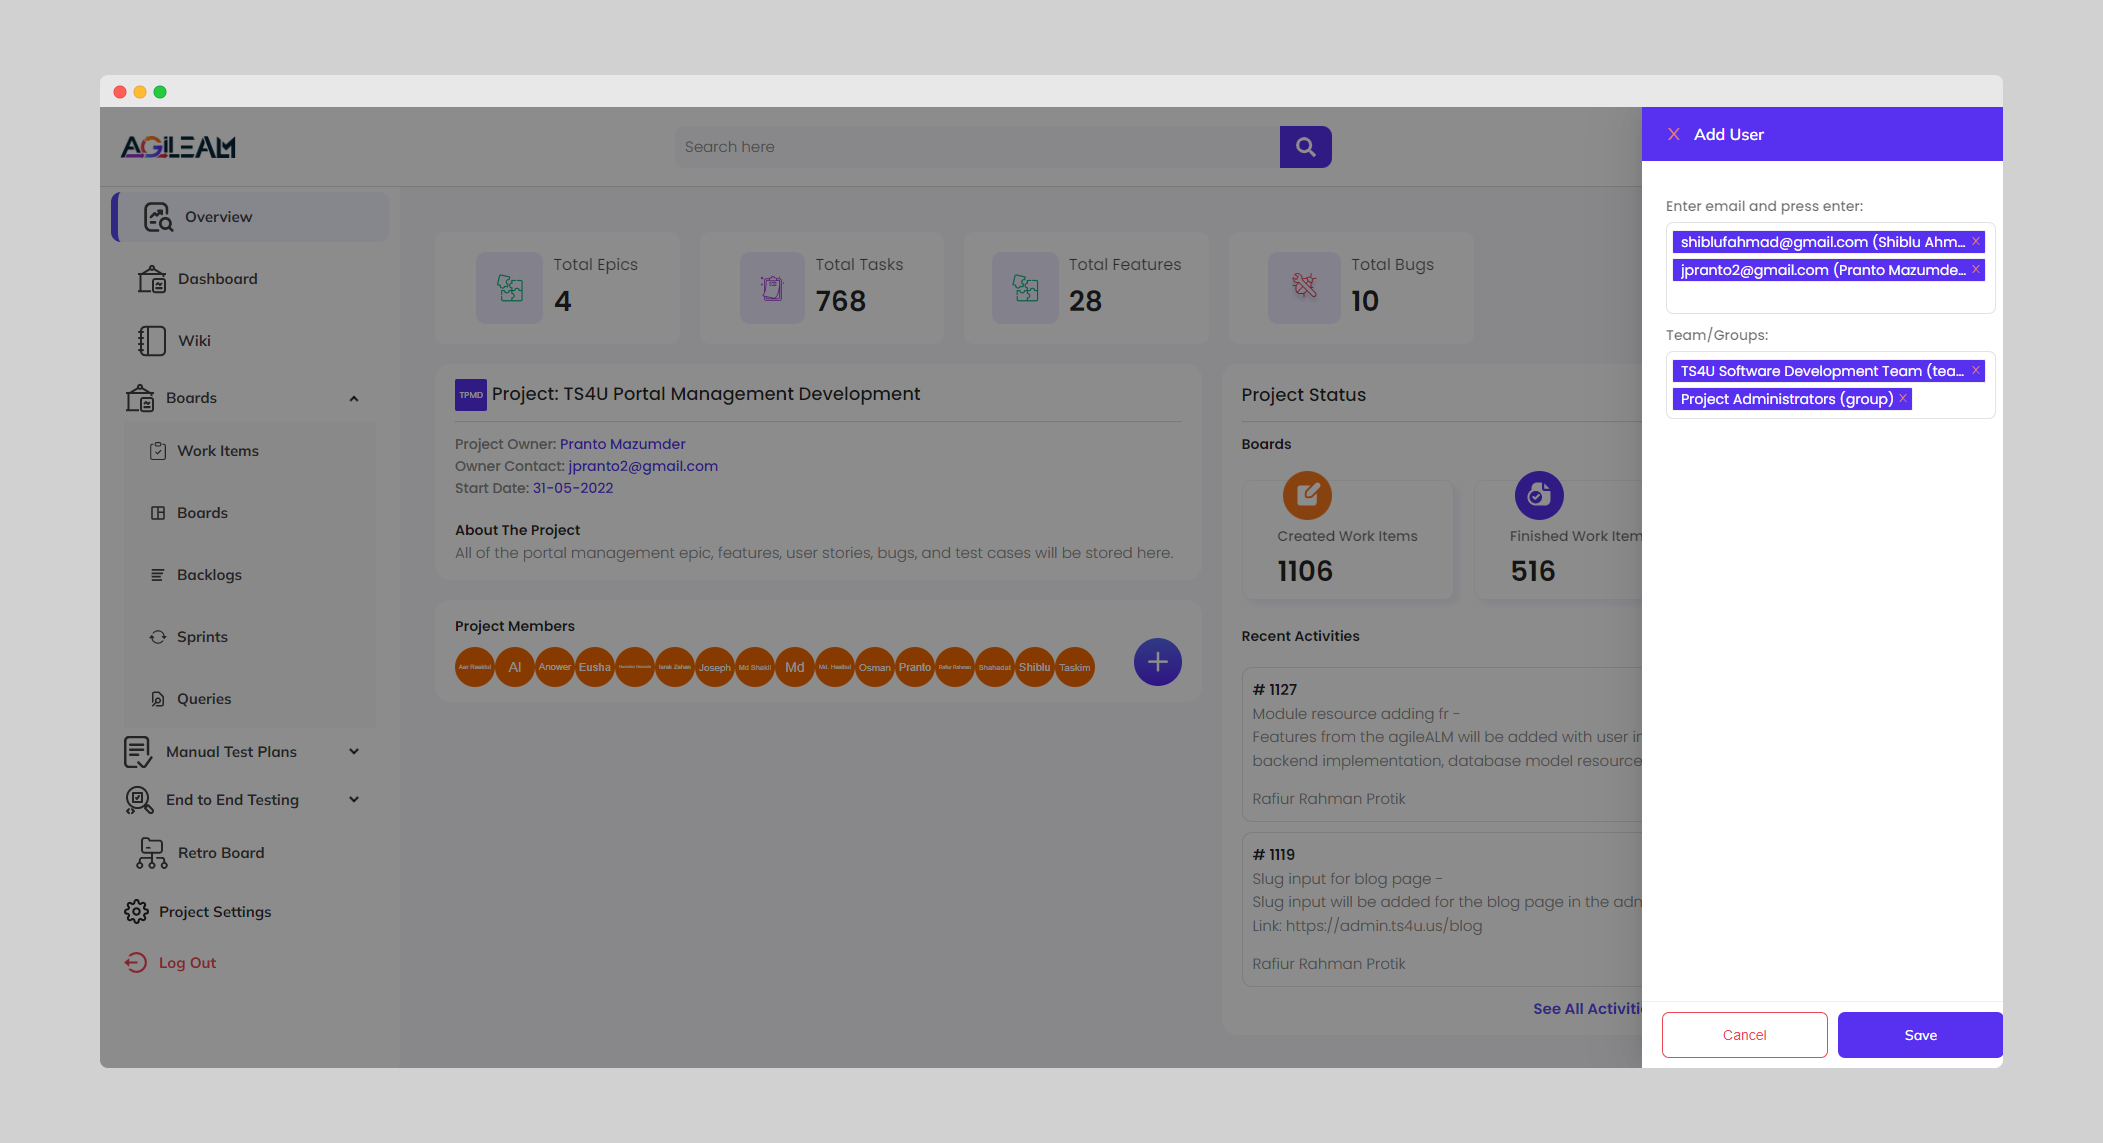 AGILEAM
Search here
Overview
Dashboard
Wiki
Boards
Work Items
Boards
Backlogs
Sprints
Queries
Manual Test Plans
End to End Testing
Retro Board
Project Settings
Log Out
Total Epics
4
Total Tasks
768
Total Features
28
Total Bugs
10
TPMD
Project: TS4U Portal Management Development
Project Owner: Pranto Mazumder
Owner Contact: jpranto2@gmail.com
Start Date: 31-05-2022
About The Project
All of the portal management epic, features, user stories, bugs, and test cases will be stored here.
Project Members
Al
Anower
Eusha
Israk Zahan
Joseph
Md Shakil
Md
Osman
Pranto
Rafiur Rahman
Shahadat
Shiblu
Taskim
Project Status
Boards
Created Work Items
1106
Finished Work Item
516
Recent Activities
# 1127
Module resource adding fr -
Features from the agileALM will be added with user in
backend implementation, database model resource
Rafiur Rahman Protik
# 1119
Slug input for blog page -
Slug input will be added for the blog page in the adn
Link: https://admin.ts4u.us/blog
Rafiur Rahman Protik
See All Activiti
X Add User
Enter email and press enter:
shiblufahmad@gmail.com (Shiblu Ahm... X
jpranto2@gmail.com (Pranto Mazumde... X
Team/Groups:
TS4U Software Development Team (tea... X
Project Administrators (group) X
Cancel
Save